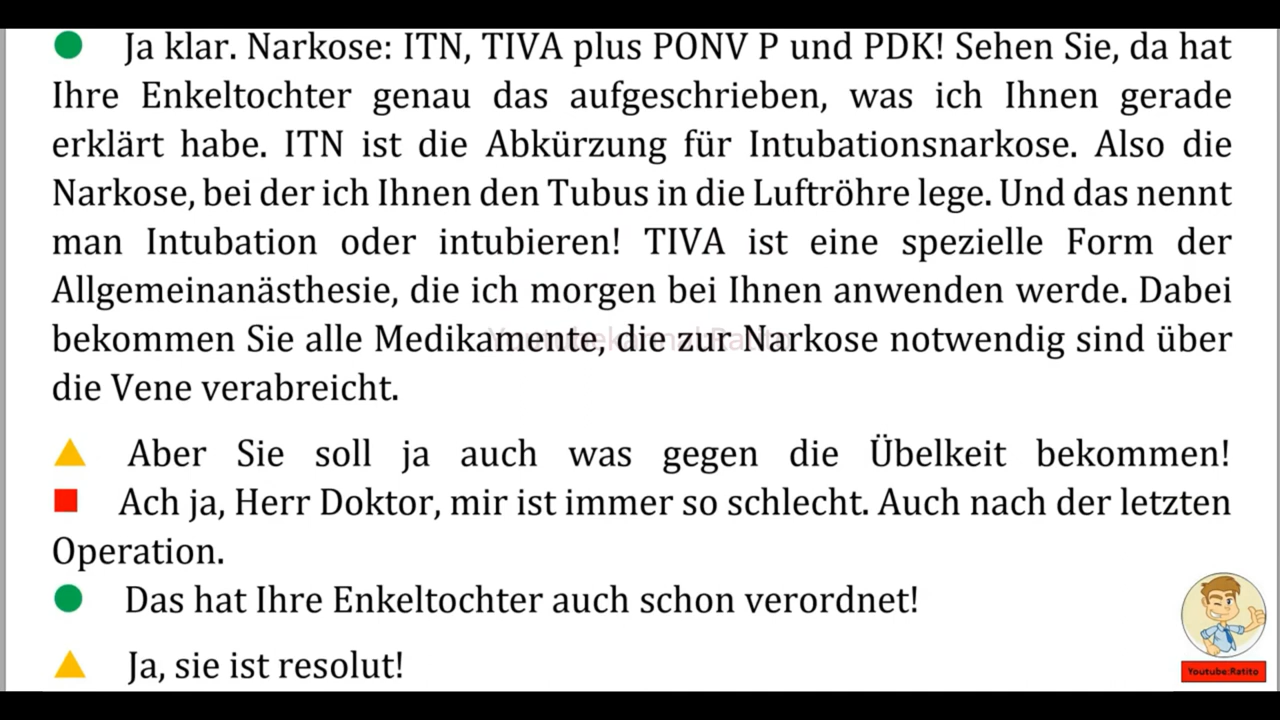 Ja klar. Narkose: ITN, TIVA plus PONV P und PDK! Sehen Sie, da hat
Ihre Enkeltochter genau das aufgeschrieben, was ich Ihnen gerade
erklärt habe. ITN ist die Abkürzung für Intubationsnarkose. Also die
Narkose, bei der ich Ihnen den Tubus in die Luftröhre lege. Und das nennt
man Intubation oder intubieren! TIVA ist eine spezielle Form der
Allgemeinanästhesie, die ich morgen bei Ihnen anwenden werde. Dabei
bekommen Sie alle Medikamente, die zur Narkose notwendig sind über
die Vene verabreicht.
Aber Sie soll ja auch was gegen die Übelkeit bekommen!
Ach ja, Herr Doktor, mir ist immer so schlecht. Auch nach der letzten
Operation.
Das hat Ihre Enkeltochter auch schon verordnet!
Ja, sie ist resolut!
Youtube:Ratito